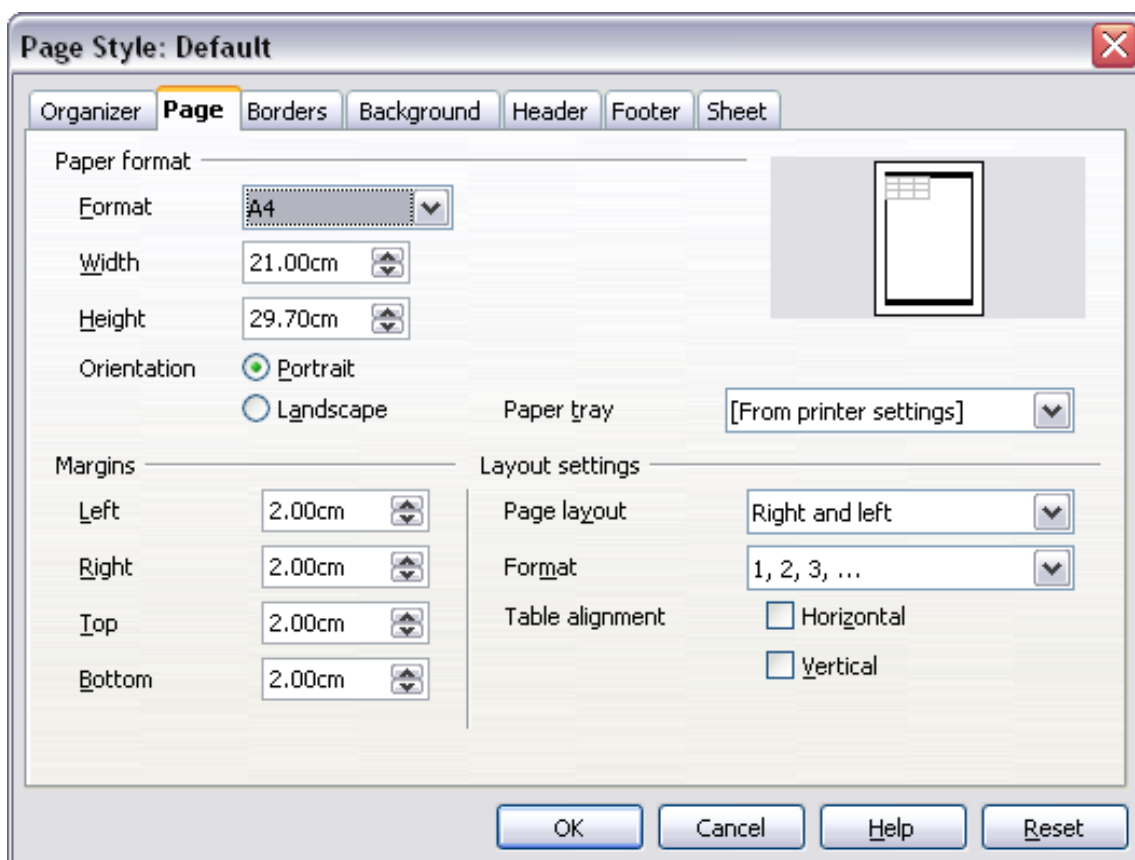 Page Style: Default
Organizer Page Borders Background Header Footer Sheet
Paper format
Format A4
Width 21.00cm
Height 29.70cm
Orientation Portrait
Landscape Paper tray [From printer settings]
Margins Layout settings
Left 2.00cm Page layout Right and left
Right 2.00cm Format 1, 2, 3, ...
Top 2.00cm Table alignment Horizontal
Bottom 2.00cm Vertical
OK Cancel Help Reset